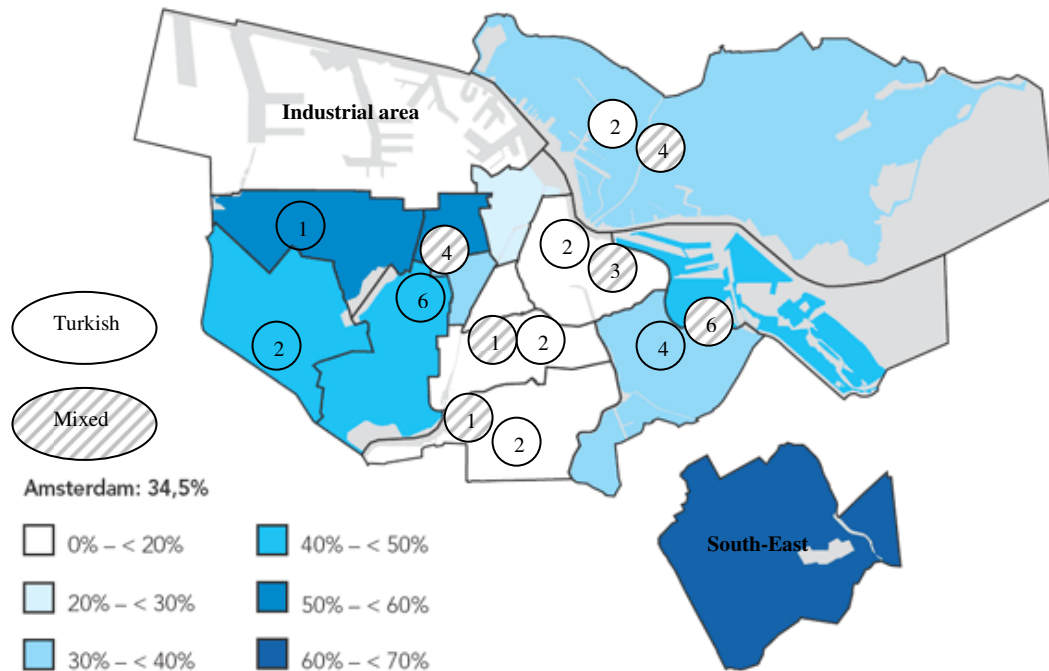 Industrial area
2
4
1
4
2
3
6
Turkish
2
1
2
4
6
Mixed
1
2
Amsterdam: 34,5%
South-East
0% – < 20%
40% – < 50%
20% – < 30%
50% – < 60%
30% – < 40%
60% – < 70%